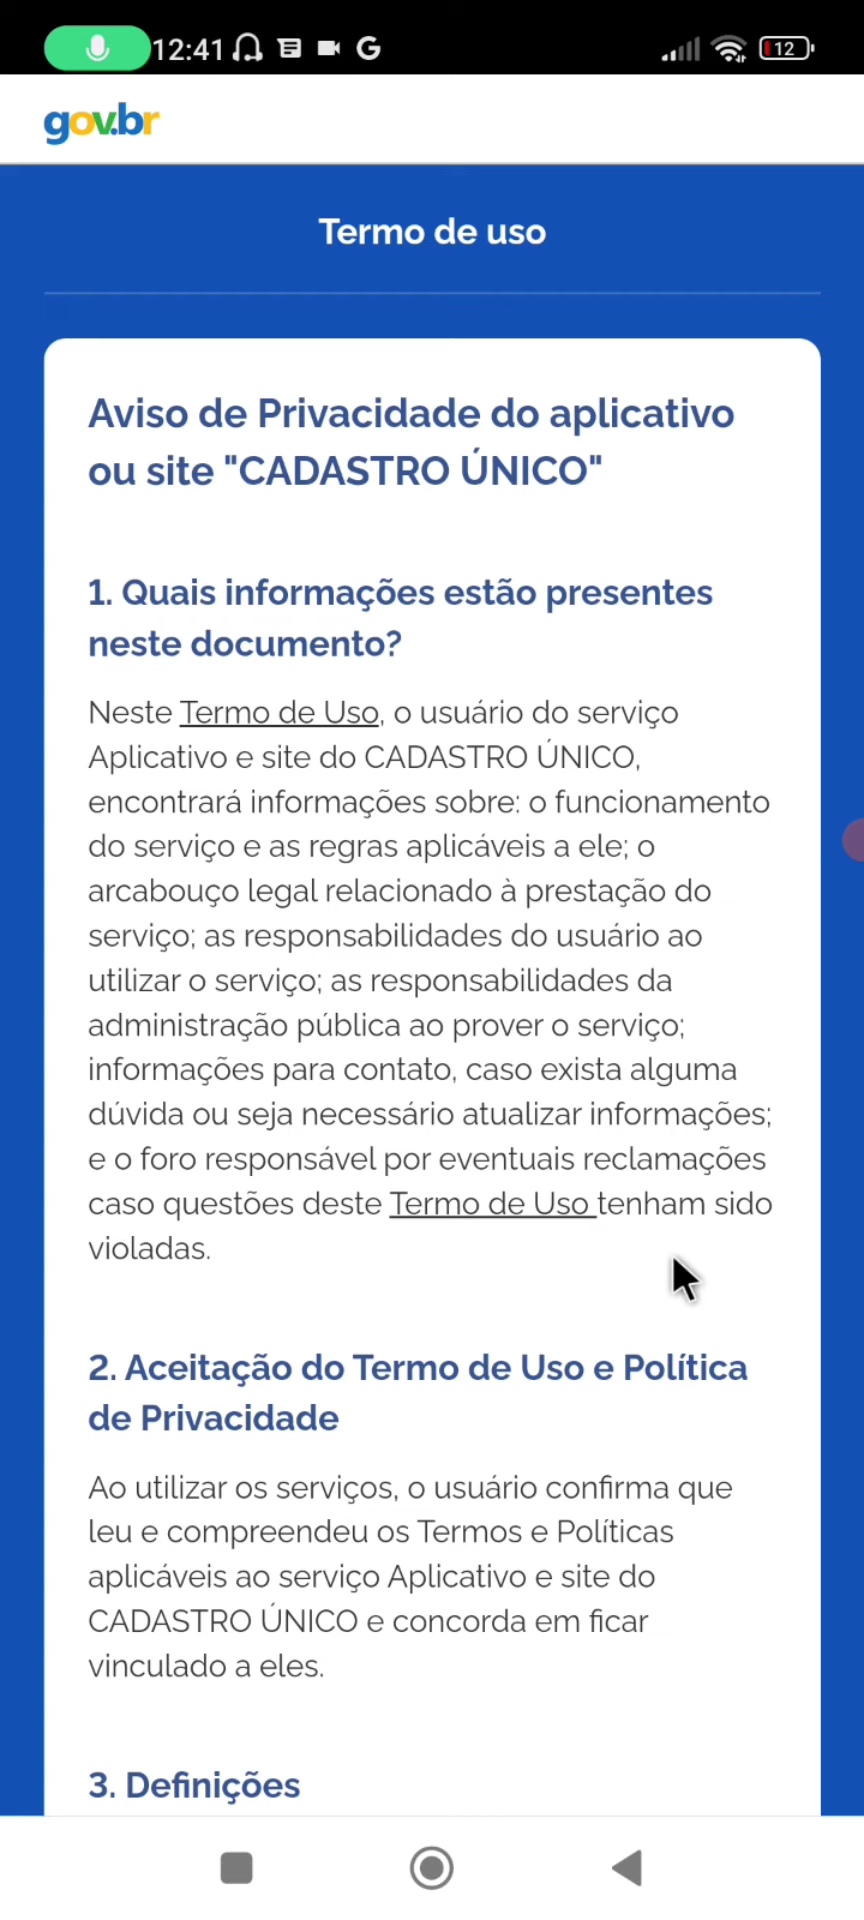 12:41
12
gov.br
Termo de uso
Aviso de Privacidade do aplicativo
ou site "CADASTRO ÚNICO"
1. Quais informações estão presentes
neste documento?
Neste Termo de Uso, o usuário do serviço
Aplicativo e site do CADASTRO ÚNICO,
encontrará informações sobre: o funcionamento
do serviço e as regras aplicáveis a ele; o
arcabouço legal relacionado à prestação do
serviço; as responsabilidades do usuário ao
utilizar o serviço; as responsabilidades da
administração pública ao prover o serviço;
informações para contato, caso exista alguma
dúvida ou seja necessário atualizar informações;
e o foro responsável por eventuais reclamações
caso questões deste Termo de Uso tenham sido
violadas.
2. Aceitação do Termo de Uso e Política
de Privacidade
Ao utilizar os serviços, o usuário confirma que
leu e compreendeu os Termos e Políticas
aplicáveis ao serviço Aplicativo e site do
CADASTRO ÚNICO e concorda em ficar
vinculado a eles.
3. Definições